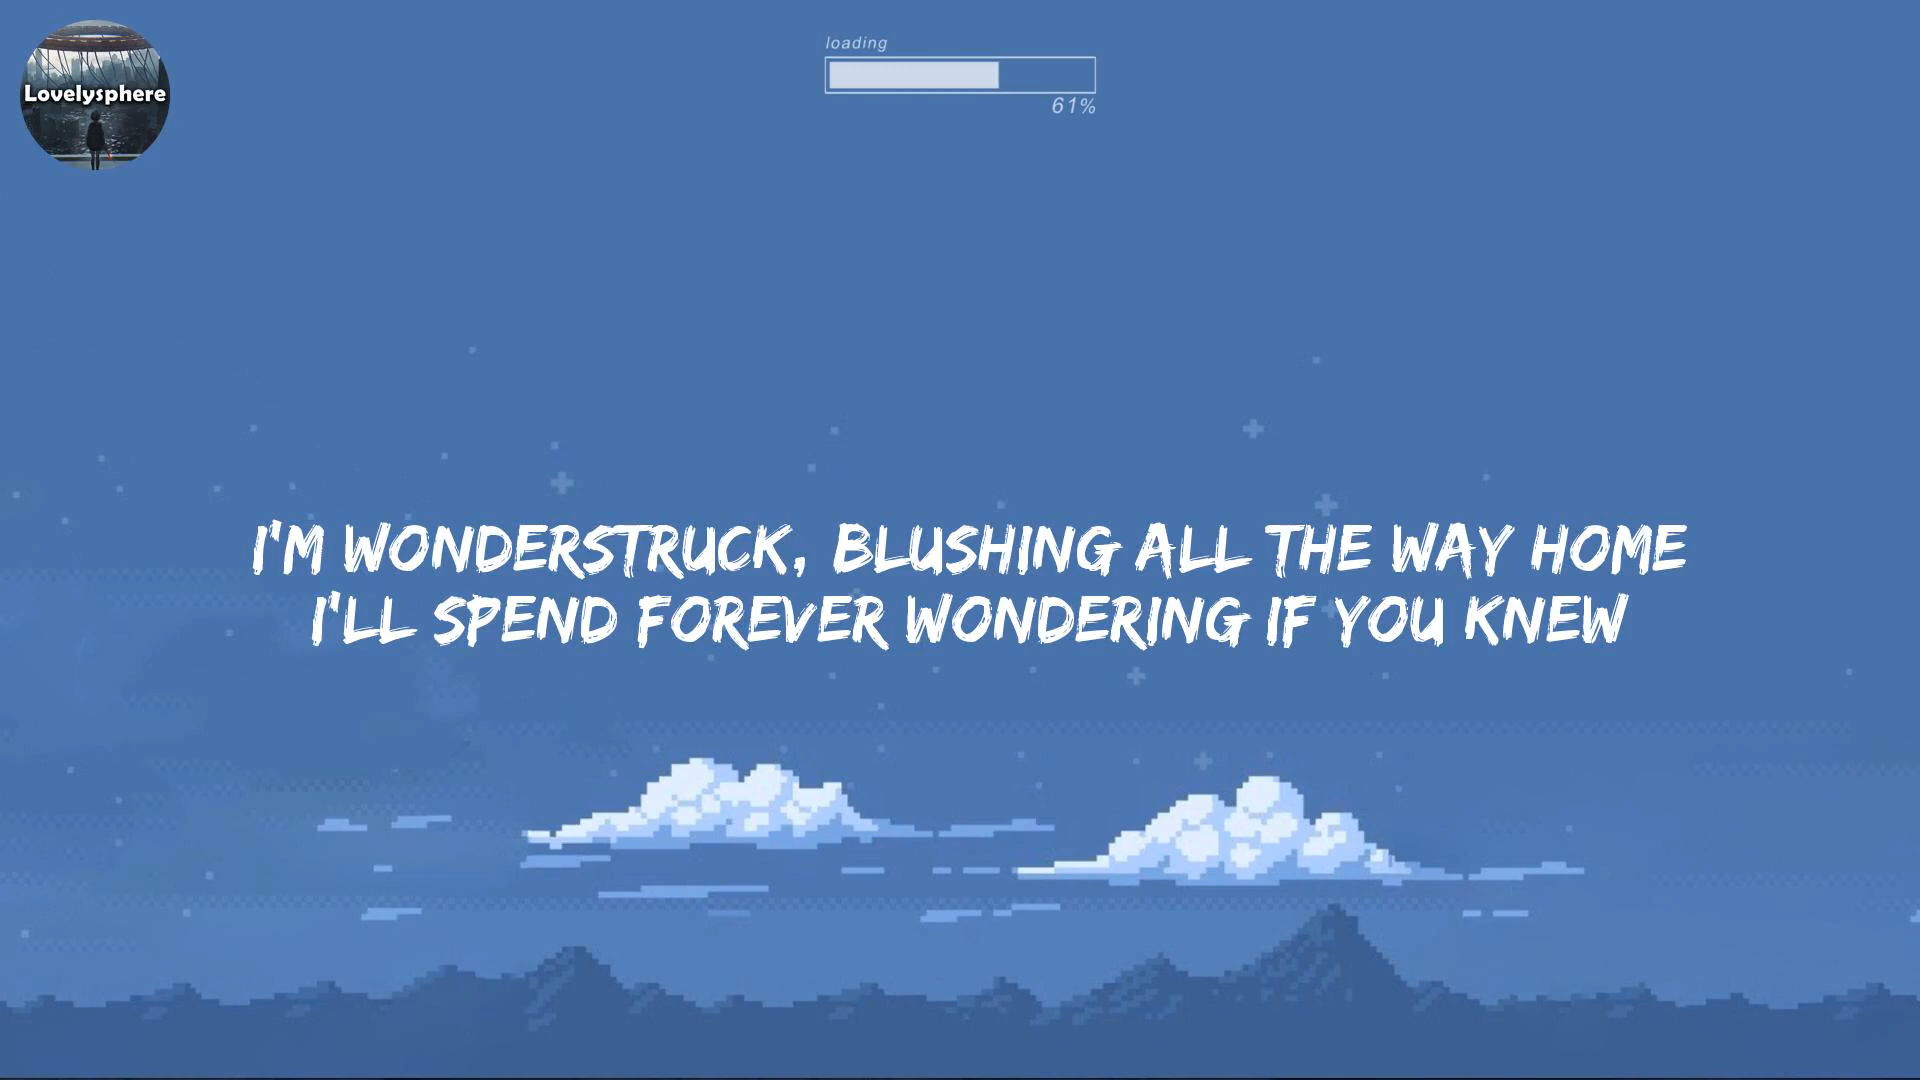 Lovelysphere
loading
61%
I'M WONDERSTRUCK, BLUSHING ALL THE WAY HOME
I'LL SPEND FOREVER WONDERING IF YOU KNEW